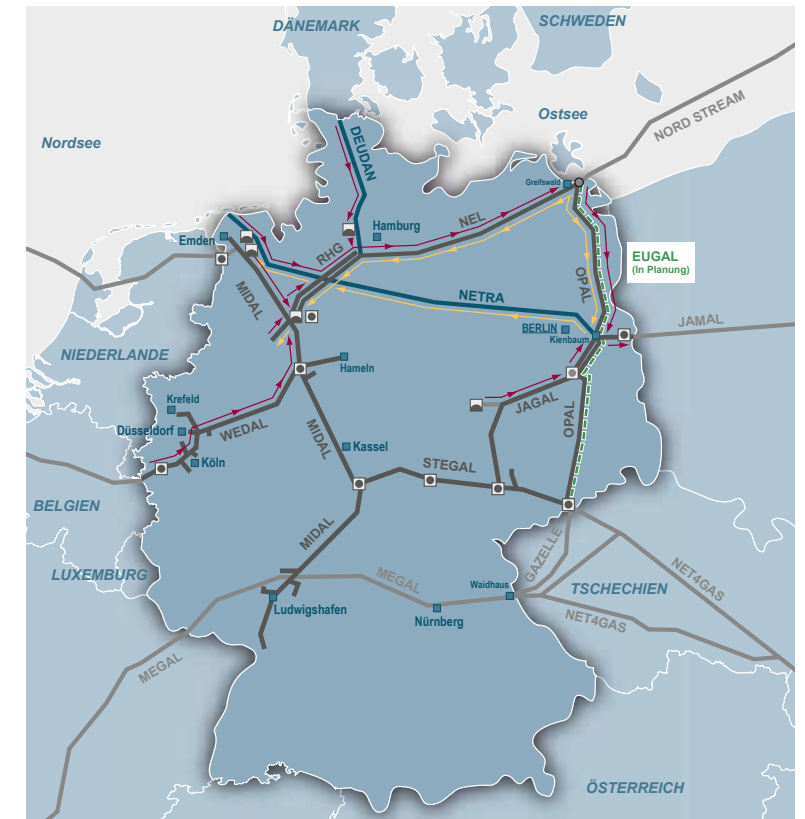 SCHWEDEN
DÄNEMARK
Ostsee
NORD STREAM
Nordsee
DEUDAN
Greifswald
Hamburg
NEL
Emden
RHG
EUGAL
(In Planung)
OPAL
MIDAL
NETRA
JAMAL
BERLIN
Kienbaum
NIEDERLANDE
Hameln
Krefeld
JAGAL
OPAL
Düsseldorf
WEDAL
MIDAL
Kassel
Köln
STEGAL
BELGIEN
MIDAL
GAZELLE
LUXEMBURG
MEGAL
Waidhaus
TSCHECHIEN
NET4GAS
Ludwigshafen
Nürnberg
NET4GAS
MEGAL
ÖSTERREICH